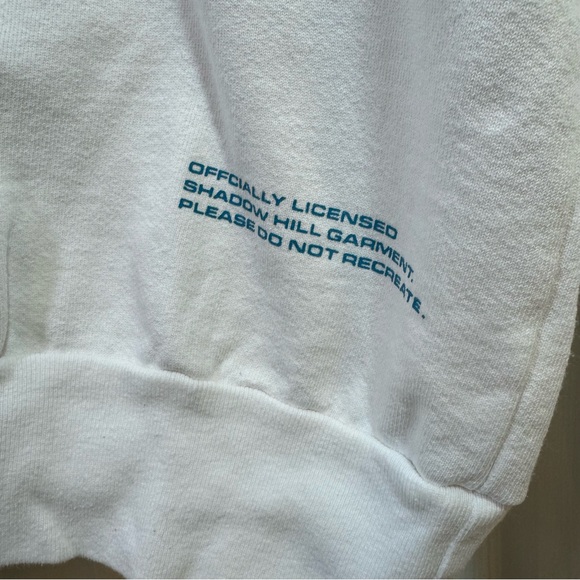 OFFCIALLY LICENSED
SHADOW HILL GARMENT.
PLEASE DO NOT RECREATE.